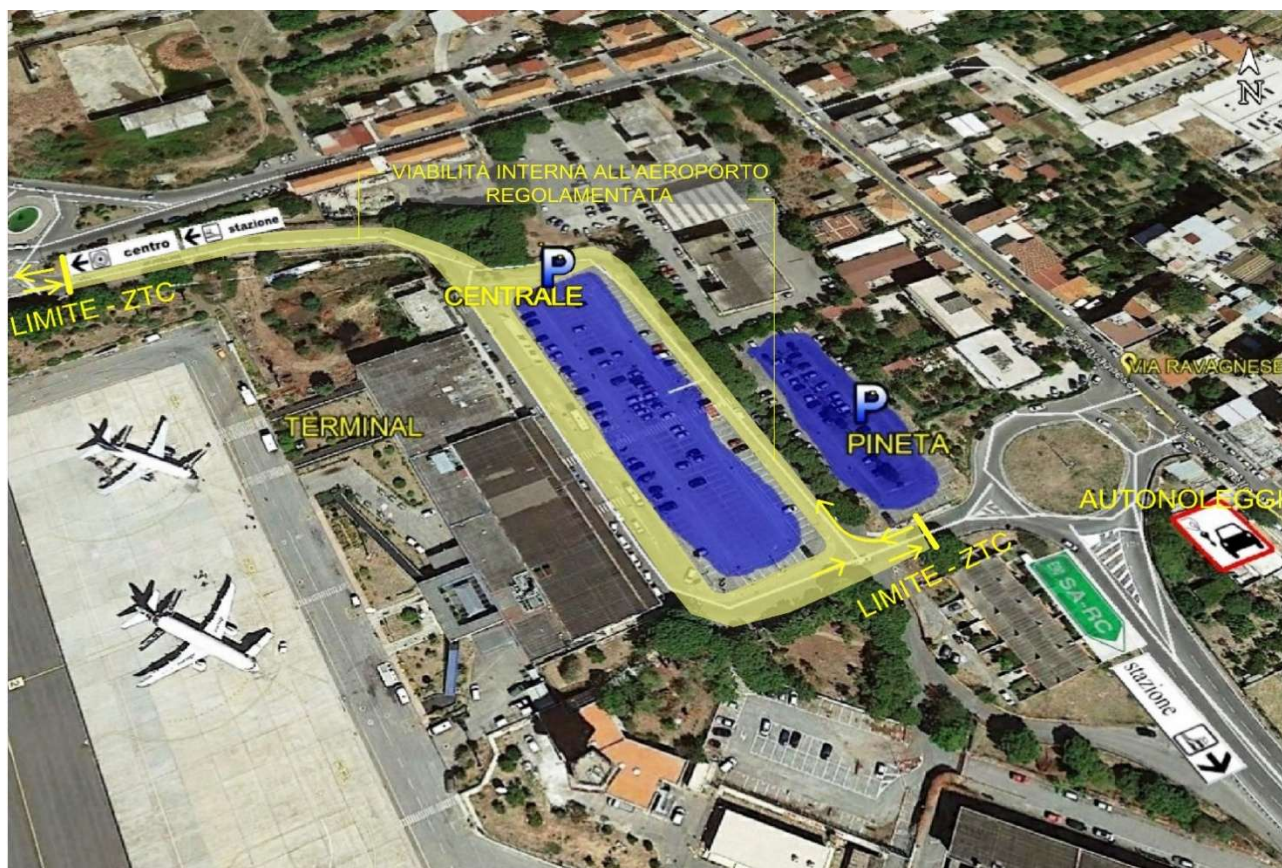 N
VIABILITÀ INTERNA ALL'AEROPORTO
REGOLAMENTATA
centro
stazione
P
CENTRALE
LIMITE - ZTC
VIA RAVAGNESE
P
PINETA
TERMINAL
AUTONOLEGGI
LIMITE - ZTC
SA-RC
stazione